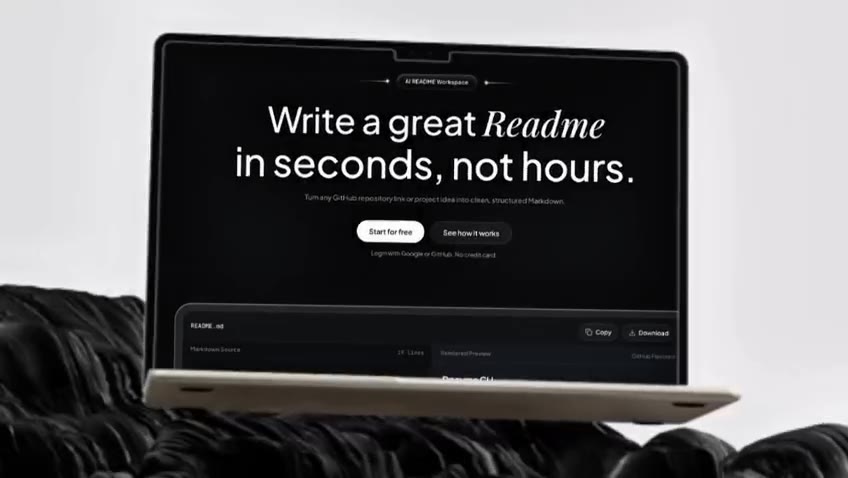 AI README Workspace
Write a great Readme
in seconds, not hours.
Turn any GitHub repository link or project idea into clean, structured Markdown.
Start for free
See how it works
Login with Google or GitHub. No credit card
README.md
Copy
Download
Markdown Source
lines
Rendered Preview
GitHub